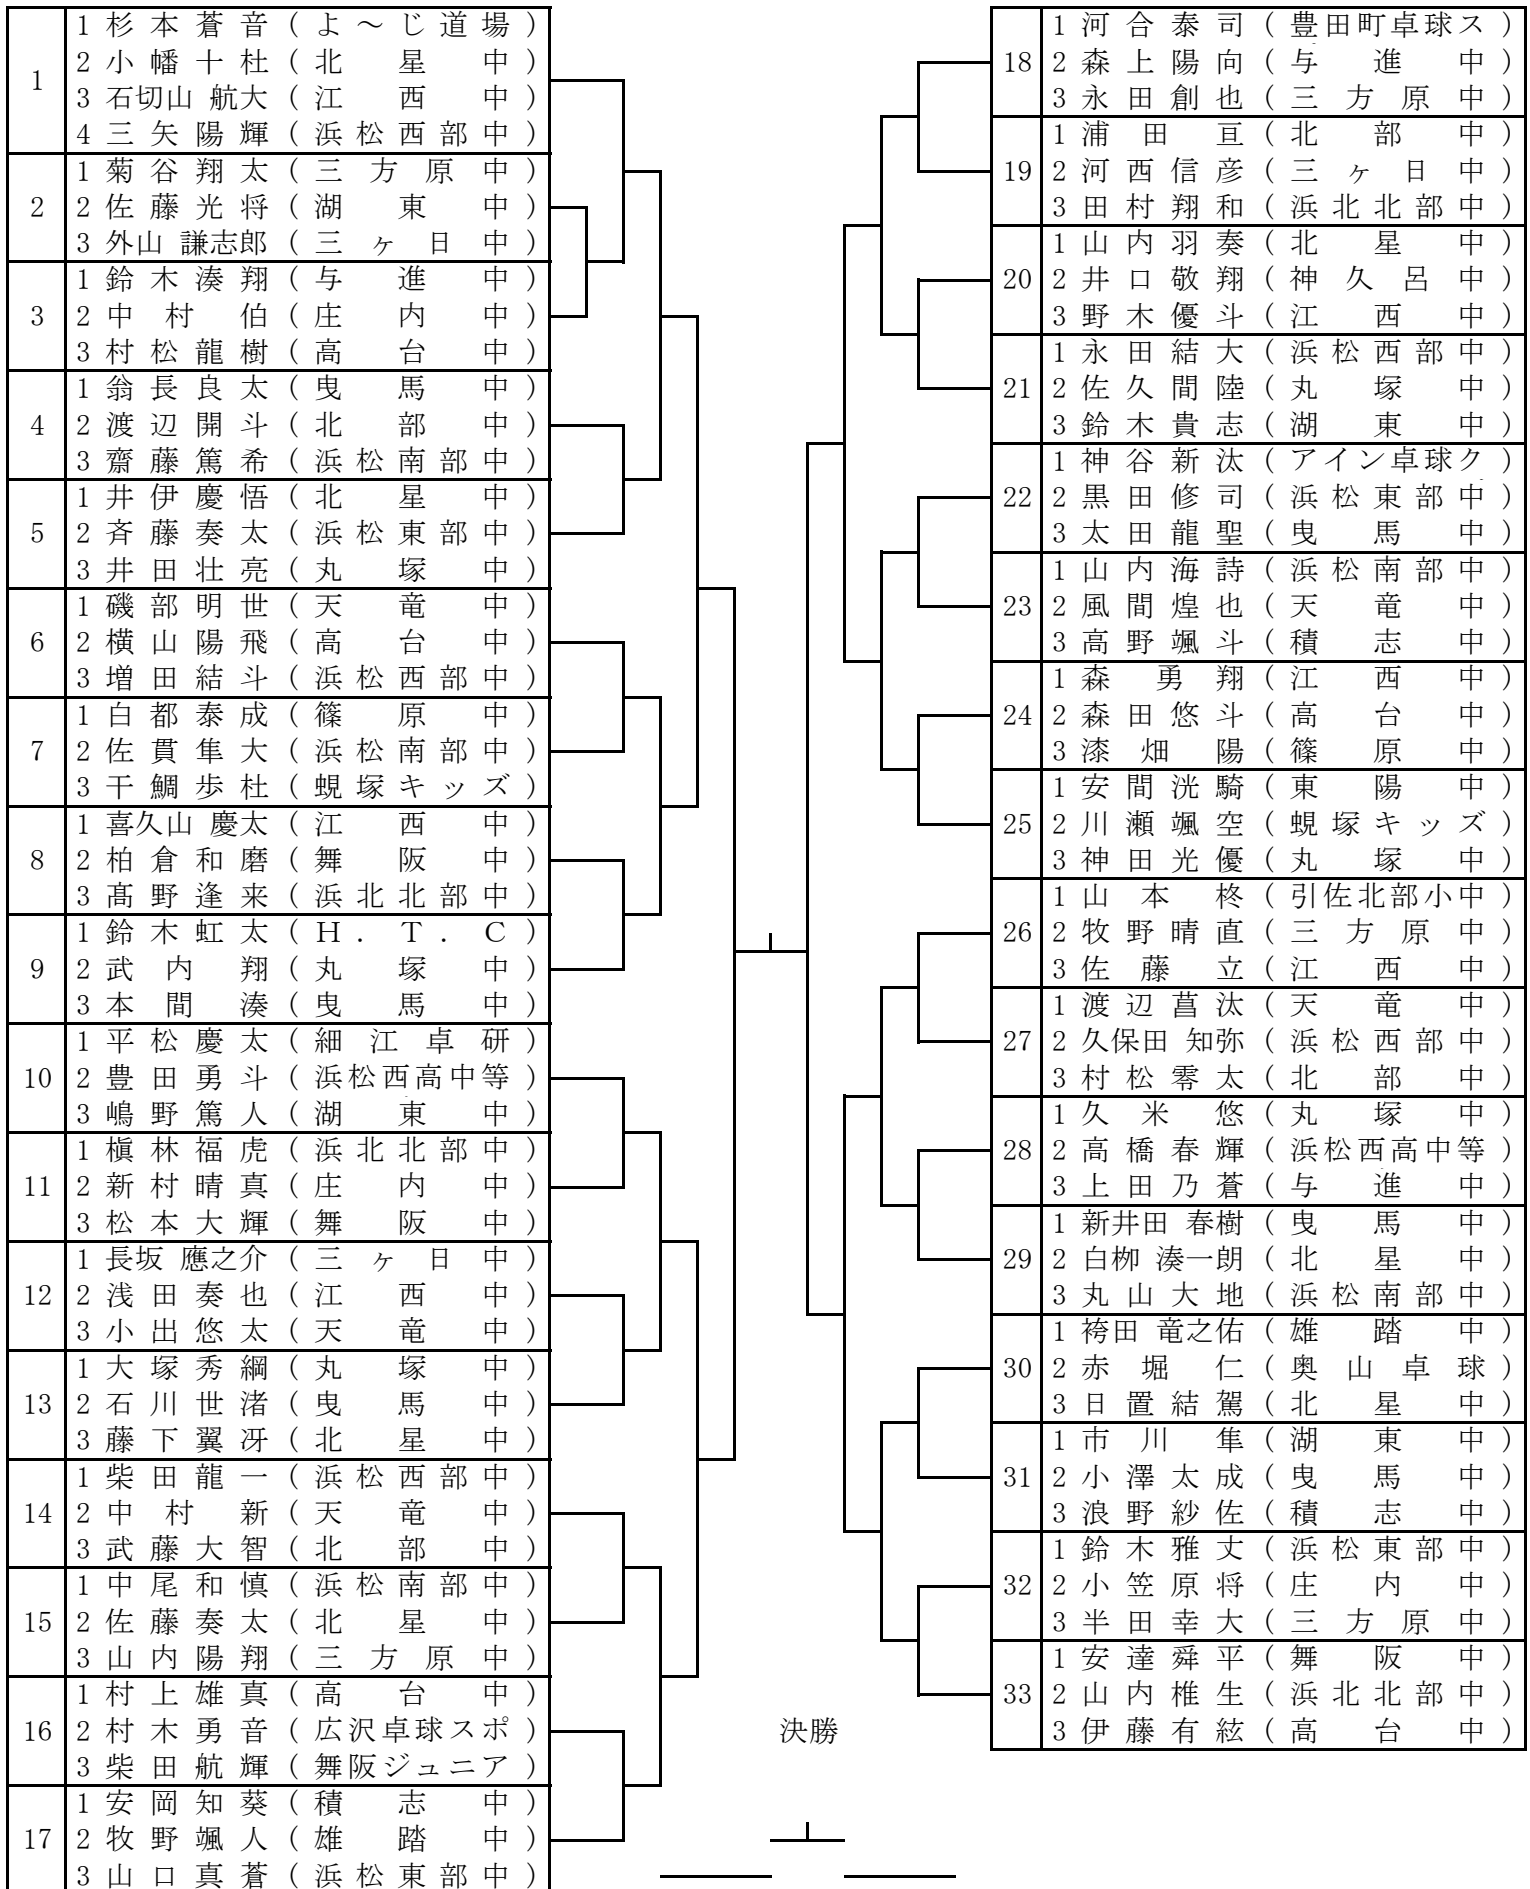 1
1 杉本蒼音(よ～じ道場)
2 小幡十杜(北星中)
3 石切山 航大(江西中)
4 三矢陽輝(浜松西部中)
2
1 菊谷翔太(三方原中)
2 佐藤光将(湖東中)
3 外山 謙志郎(三ヶ日中)
3
1 鈴木湊翔(与進中)
2 中村伯(庄内中)
3 村松龍樹(高台中)
4
1 翁長良太(曳馬中)
2 渡辺開斗(北部中)
3 齋藤篤希(浜松南部中)
5
1 井伊慶悟(北星中)
2 斉藤奏太(浜松東部中)
3 井田壮亮(丸塚中)
6
1 磯部明世(天竜中)
2 横山陽飛(高台中)
3 増田結斗(浜松西部中)
7
1 白都泰成(篠原中)
2 佐貫隼大(浜松南部中)
3 干鯛歩杜(蜆塚キッズ)
8
1 喜久山 慶太(江西中)
2 柏倉和磨(舞阪中)
3 髙野逢来(浜北北部中)
9
1 鈴木虹太(H．T．C)
2 武内翔(丸塚中)
3 本間湊(曳馬中)
10
1 平松慶太(細江卓研)
2 豊田勇斗(浜松西高中等)
3 嶋野篤人(湖東中)
11
1 槇林福虎(浜北北部中)
2 新村晴真(庄内中)
3 松本大輝(舞阪中)
12
1 長坂 應之介(三ヶ日中)
2 浅田奏也(江西中)
3 小出悠太(天竜中)
13
1 大塚秀綱(丸塚中)
2 石川世渚(曳馬中)
3 藤下翼冴(北星中)
14
1 柴田龍一(浜松西部中)
2 中村新(天竜中)
3 武藤大智(北部中)
15
1 中尾和慎(浜松南部中)
2 佐藤奏太(北星中)
3 山内陽翔(三方原中)
16
1 村上雄真(高台中)
2 村木勇音(広沢卓球スポ)
3 柴田航輝(舞阪ジュニア)
17
1 安岡知葵(積志中)
2 牧野颯人(雄踏中)
3 山口真蒼(浜松東部中)
18
1 河合泰司(豊田町卓球ス)
2 森上陽向(与進中)
3 永田創也(三方原中)
19
1 浦田亘(北部中)
2 河西信彦(三ヶ日中)
3 田村翔和(浜北北部中)
20
1 山内羽奏(北星中)
2 井口敬翔(神久呂中)
3 野木優斗(江西中)
21
1 永田結大(浜松西部中)
2 佐久間陸(丸塚中)
3 鈴木貴志(湖東中)
22
1 神谷新汰(アイン卓球ク)
2 黒田修司(浜松東部中)
3 太田龍聖(曳馬中)
23
1 山内海詩(浜松南部中)
2 風間煌也(天竜中)
3 高野颯斗(積志中)
24
1 森勇翔(江西中)
2 森田悠斗(高台中)
3 漆畑陽(篠原中)
25
1 安間洸騎(東陽中)
2 川瀬颯空(蜆塚キッズ)
3 神田光優(丸塚中)
26
1 山本柊(引佐北部小中)
2 牧野晴直(三方原中)
3 佐藤立(江西中)
27
1 渡辺菖汰(天竜中)
2 久保田 知弥(浜松西部中)
3 村松零太(北部中)
28
1 久米悠(丸塚中)
2 高橋春輝(浜松西高中等)
3 上田乃蒼(与進中)
29
1 新井田 春樹(曳馬中)
2 白栁 湊一朗(北星中)
3 丸山大地(浜松南部中)
30
1 袴田 竜之佑(雄踏中)
2 赤堀仁(奥山卓球)
3 日置結駕(北星中)
31
1 市川隼(湖東中)
2 小澤太成(曳馬中)
3 浪野紗佐(積志中)
32
1 鈴木雅丈(浜松東部中)
2 小笠原将(庄内中)
3 半田幸大(三方原中)
33
1 安達舜平(舞阪中)
2 山内椎生(浜北北部中)
3 伊藤有絃(高台中)
決勝